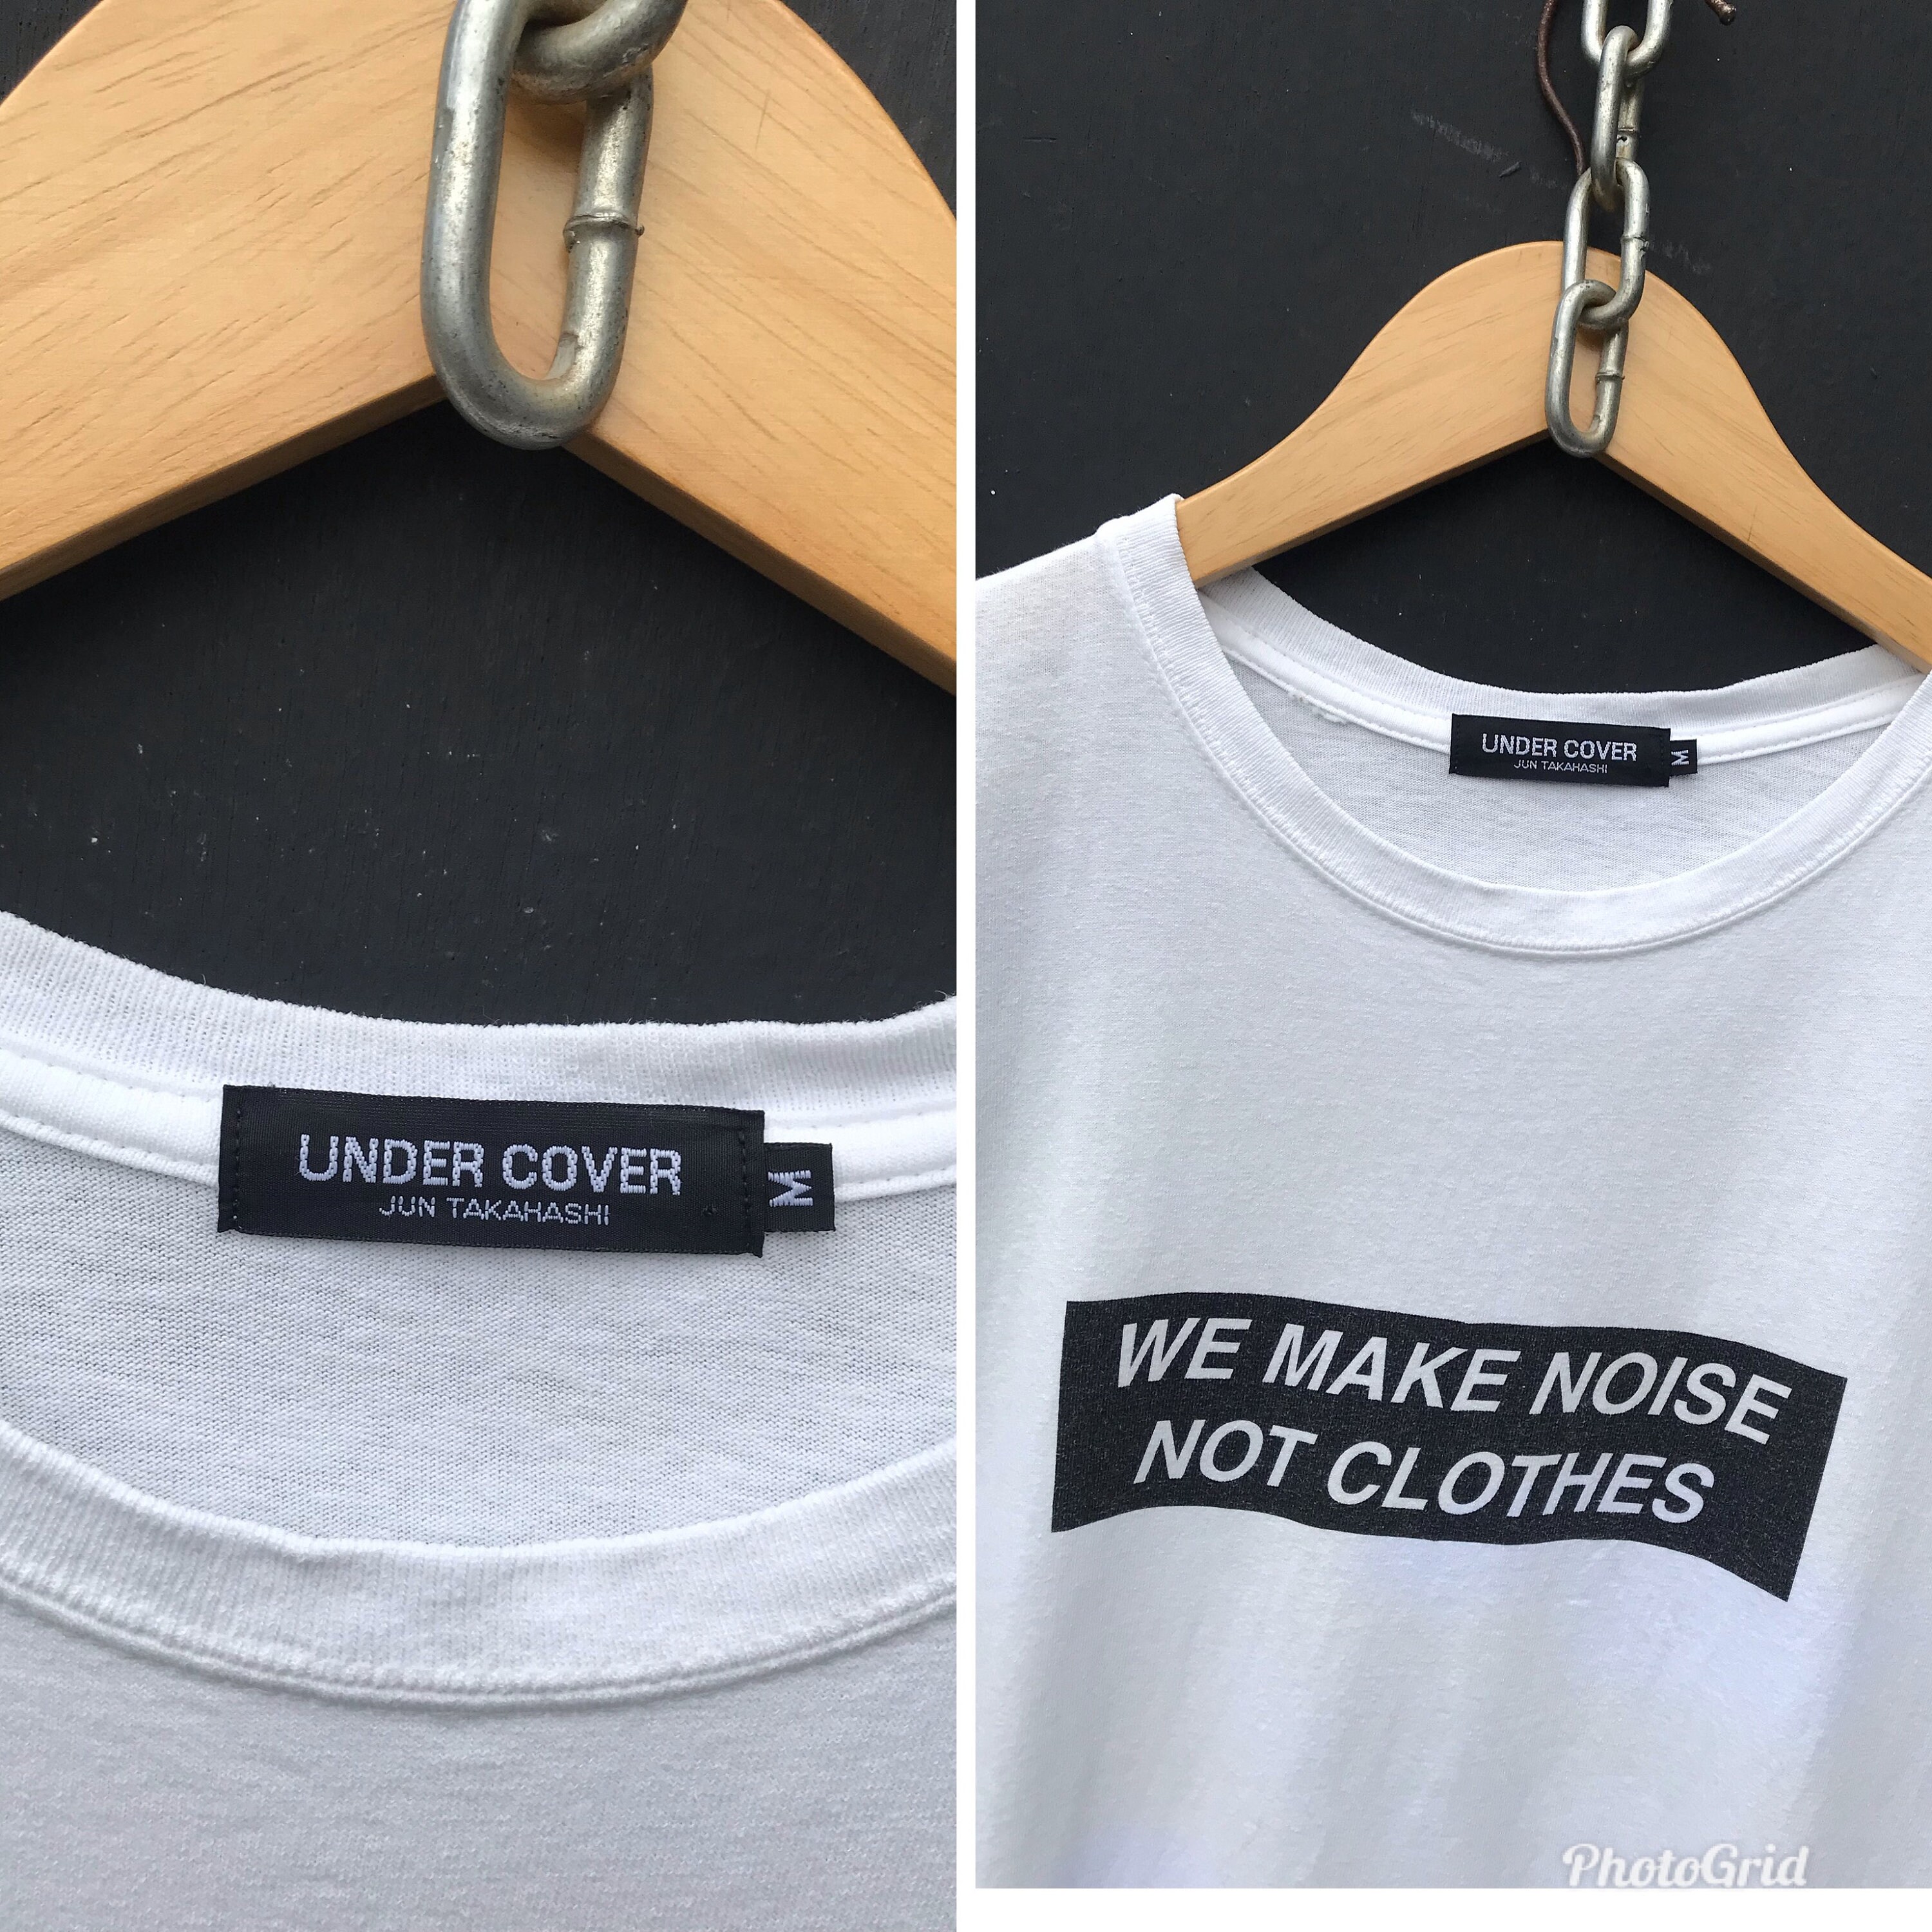 UNDER COVER
JUN TAKAHASHI
M
UNDER COVER
JUN TAKAHASHI
M
WE MAKE NOISE
NOT CLOTHES
PhotoGrid